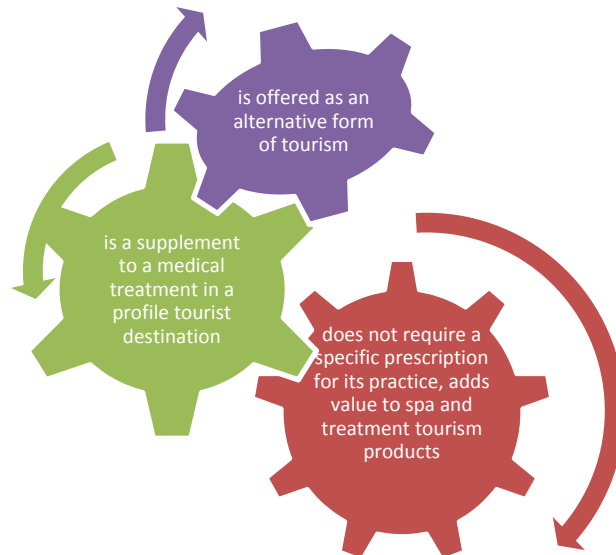 is offered as an
alternative form
of tourism
is a supplement
to a medical
treatment in a
profile tourist
destination
does not require a
specific prescription
for its practice, adds
value to spa and
treatment tourism
products